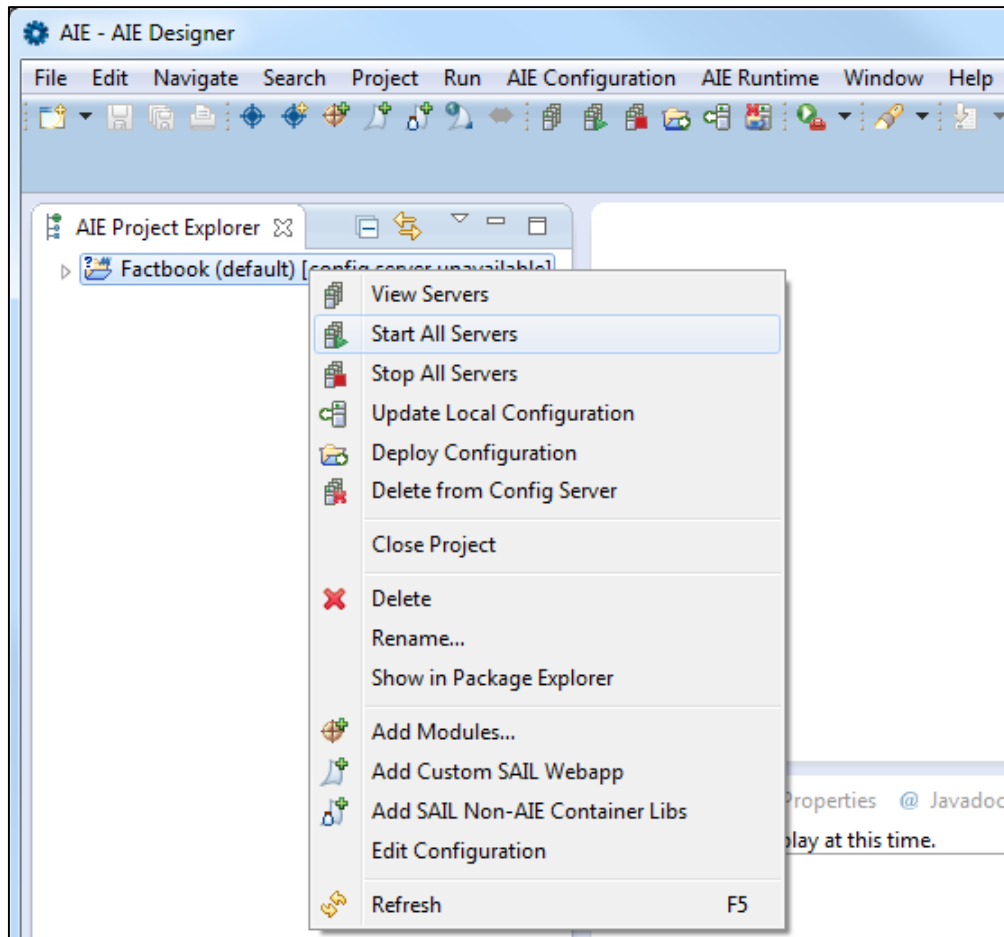 AIE - AIE Designer
File Edit Navigate Search Project Run AIE Configuration AIE Runtime Window Help
AIE Project Explorer
Factbook (default) [config server unavailable]
View Servers
Start All Servers
Stop All Servers
Update Local Configuration
Deploy Configuration
Delete from Config Server
Close Project
Delete
Rename...
Show in Package Explorer
Add Modules...
Add Custom SAIL Webapp
Add SAIL Non-AIE Container Libs
Properties @ Javadoc
play at this time.
Edit Configuration
Refresh F5